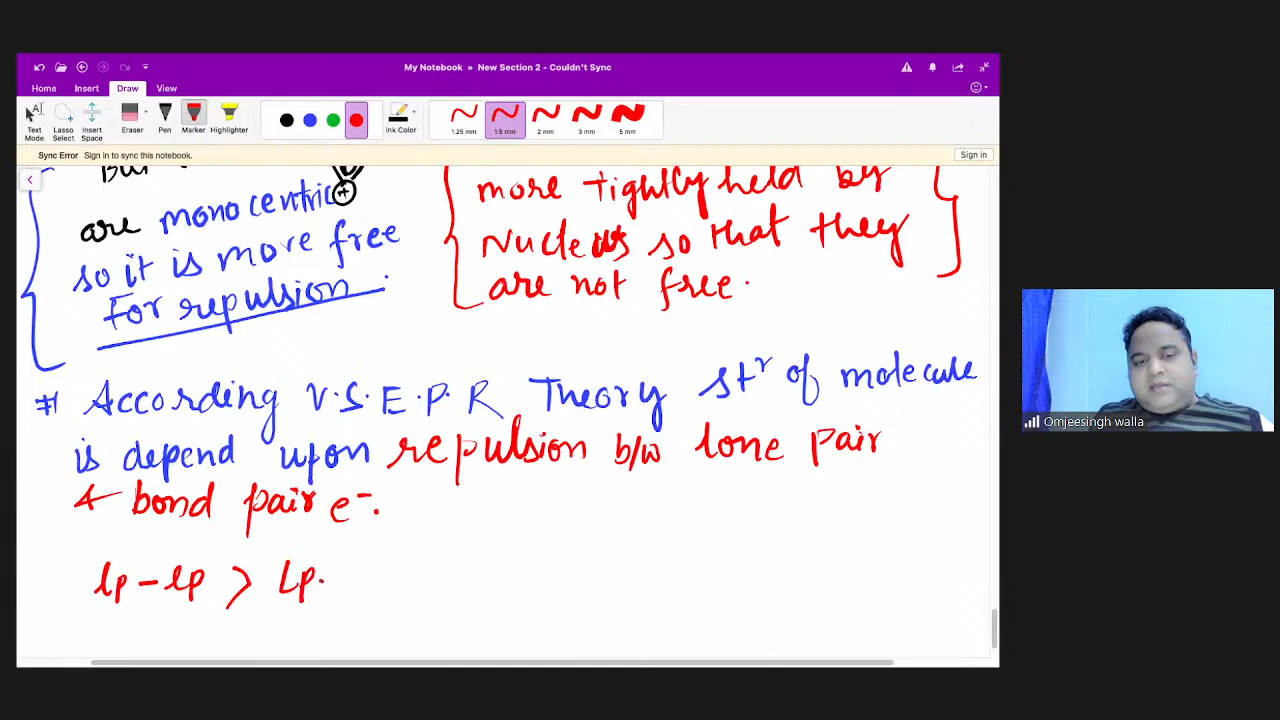 My Notebook » New Section 2 - Couldn't Sync
Home Insert Draw View
Text Mode
Lasso Select
Insert Space
Eraser
Pen
Marker
Highlighter
Ink Color
1.25 mm
1.5 mm
2 mm
3 mm
5 mm
Sync Error Sign in to sync this notebook.
Sign in
But
are monocentric
so it is more free
For repulsion
more tightly held by
Nucleus so that they
are not free.
# According V.S.E.P.R Theory str of molecule
is depend upon repulsion b/w lone pair
& bond pair e-.
lp-lp > Lp
Omjeesingh walla